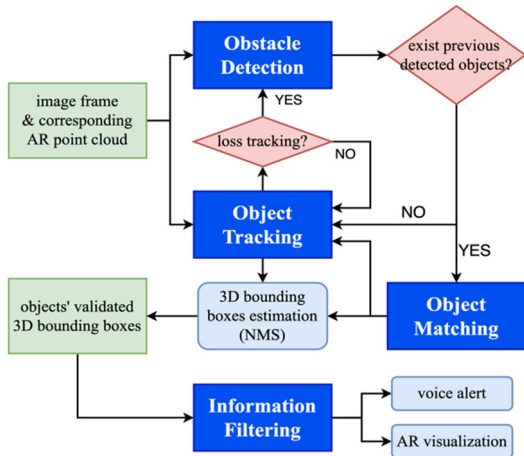 Obstacle
Detection
exist previous
detected objects?
image frame
& corresponding
AR point cloud
YES
loss tracking?
NO
Object
Tracking
NO
YES
objects' validated
3D bounding boxes
3D bounding
boxes estimation
(NMS)
Object
Matching
Information
Filtering
voice alert
AR visualization